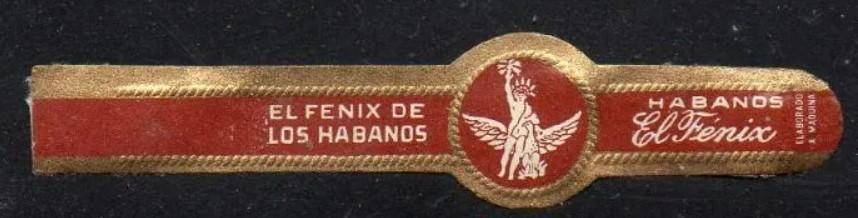 EL FENIX DE
LOS HABANOS
HABANOS
El Fénix
ELABORADO
A MAQUINA